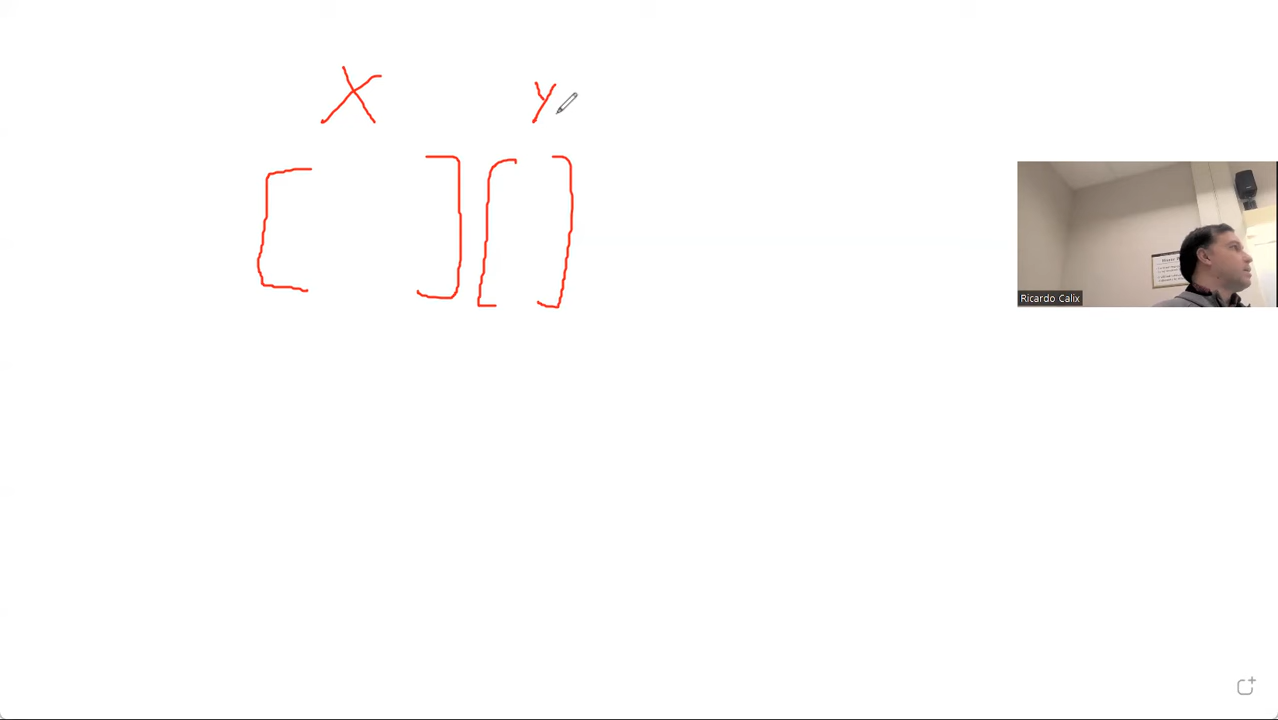 X y
[ ] [ ]
Ricardo Calix